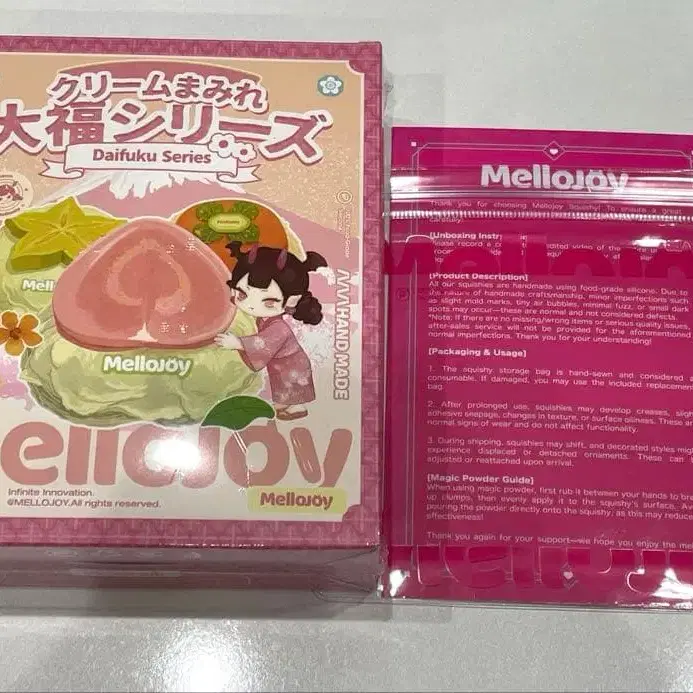 クリームまみれ
大福シリーズ
Daifuku Series
Mell
MelloJoy
HANDMADE
elloJoy
Infinite Innovation.
@MELLOJOY.All rights reserved.
MelloJoy
MelloJoy
Thank you for choosing Mellojoy Squishy! To ensure a great
[Unboxing Instr
[Product Description]
All our squishies are handmade using food-grade silicone. Due to
the nature of handmade craftsmanship, minor imperfections such
as slight mold marks, tiny air bubbles, minimal fuzz, or small dark
spots may occur—these are normal and not considered defects.
*Note: If there are no missing/wrong items or serious quality issues,
after-sales service will not be provided for the aforementioned
normal imperfections. Thank you for your understanding!
[Packaging & Usage]
1. The squishy storage bag is hand-sewn and considered a
consumable. If damaged, you may use the included replacemen
bag.
2. After prolonged use, squishies may develop creases, sligh
adhesive seepage, changes in texture, or surface oiliness. These are
normal signs of wear and do not affect functionality.
3. During shipping, squishies may shift, and decorated styles migh
experience displaced or detached ornaments. These can
adjusted or reattached upon arrival.
[Magic Powder Guide]
When using magic powder, first rub it between your hands to brea
up clumps, then evenly apply it to the squishy's surface. Avo
pouring the powder directly onto the squishy, as this may reduce
effectiveness!
Thank you again for your support—we hope you enjoy the mel